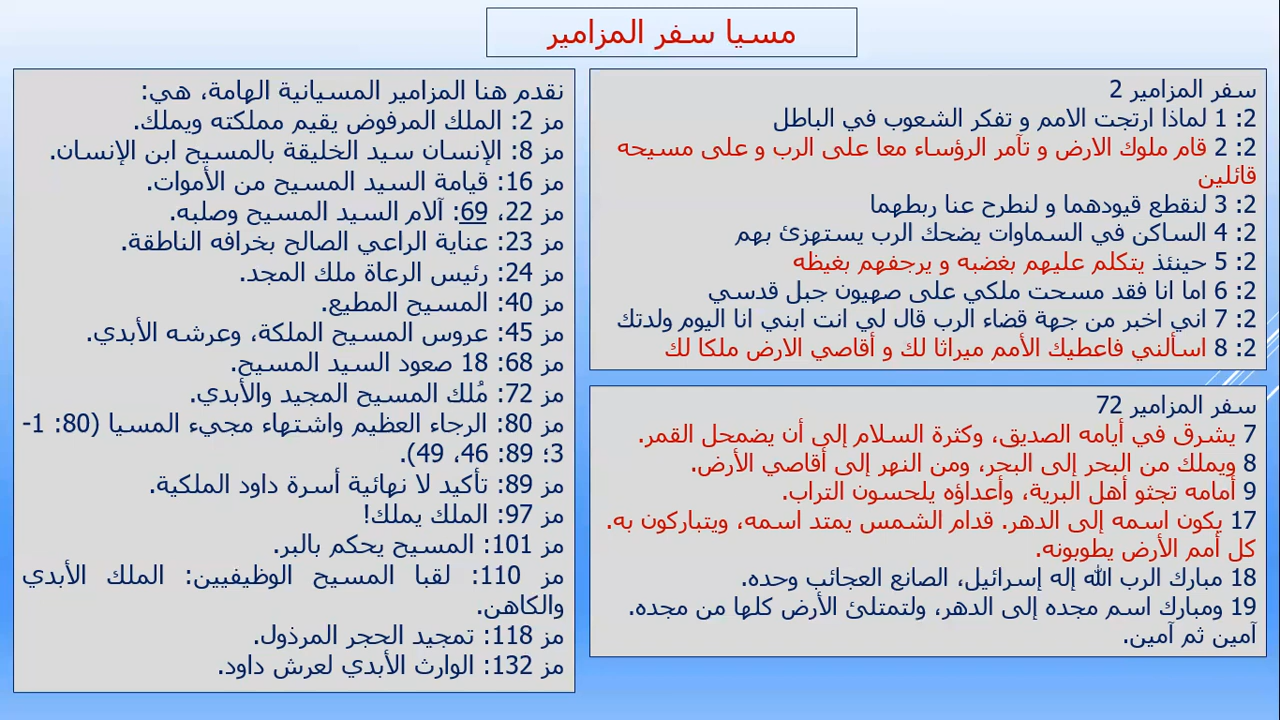 مسيا سفر المزامير
سفر المزامير 2
2: 1 لماذا ارتجت الامم و تفكر الشعوب في الباطل
2: 2 قام ملوك الارض و تآمر الرؤساء معا على الرب و على مسيحه
قائلين
2: 3 لنقطع قيودهما و لنطرح عنا ربطهما
2: 4 الساكن في السماوات يضحك الرب يستهزئ بهم
2: 5 حينئذ يتكلم عليهم بغضبه و يرجفهم بغيظه
2: 6 اما انا فقد مسحت ملكي على صهيون جبل قدسي
2: 7 اني اخبر من جهة قضاء الرب قال لي انت ابني انا اليوم ولدتك
2: 8 اسألني فاعطيك الأمم ميراثا لك و أقاصي الارض ملكا لك
سفر المزامير 72
7 يشرق في أيامه الصديق، وكثرة السلام إلى أن يضمحل القمر.
8 ويملك من البحر إلى البحر، ومن النهر إلى أقاصي الأرض.
9 أمامه تجثو أهل البرية، وأعداؤه يلحسون التراب.
17 يكون اسمه إلى الدهر. قدام الشمس يمتد اسمه، ويتباركون به.
كل أمم الأرض يطوبونه.
18 مبارك الرب الله إله إسرائيل، الصانع العجائب وحده.
19 ومبارك اسم مجده إلى الدهر، ولتمتلئ الأرض كلها من مجده.
آمين ثم آمين.
نقدم هنا المزامير المسيانية الهامة، هي:
مز 2: الملك المرفوض يقيم مملكته ويملك.
مز 8: الإنسان سيد الخليقة بالمسيح ابن الإنسان.
مز 16: قيامة السيد المسيح من الأموات.
مز 22، 69: آلام السيد المسيح وصلبه.
مز 23: عناية الراعي الصالح بخرافه الناطقة.
مز 24: رئيس الرعاة ملك المجد.
مز 40: المسيح المطيع.
مز 45: عروس المسيح الملكة، وعرشه الأبدي.
مز 68: 18 صعود السيد المسيح.
مز 72: مُلك المسيح المجيد والأبدي.
مز 80: الرجاء العظيم واشتهاء مجيء المسيا (80: 1-
3؛ 89: 46، 49).
مز 89: تأكيد لا نهائية أسرة داود الملكية.
مز 97: الملك يملك!
مز 101: المسيح يحكم بالبر.
مز 110: لقبا المسيح الوظيفيين: الملك الأبدي
والكاهن.
مز 118: تمجيد الحجر المرذول.
مز 132: الوارث الأبدي لعرش داود.